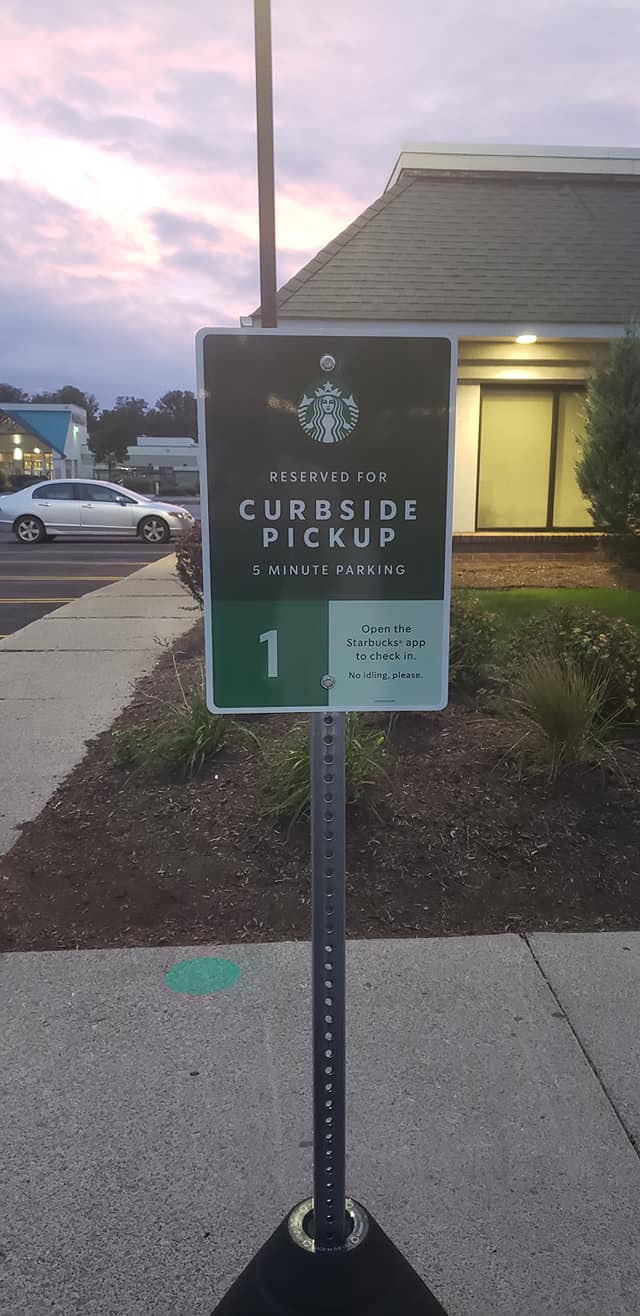 RESERVED FOR
CURBSIDE
PICKUP
5 MINUTE PARKING
1
Open the
Starbucks® app
to check in.
No idling, please.